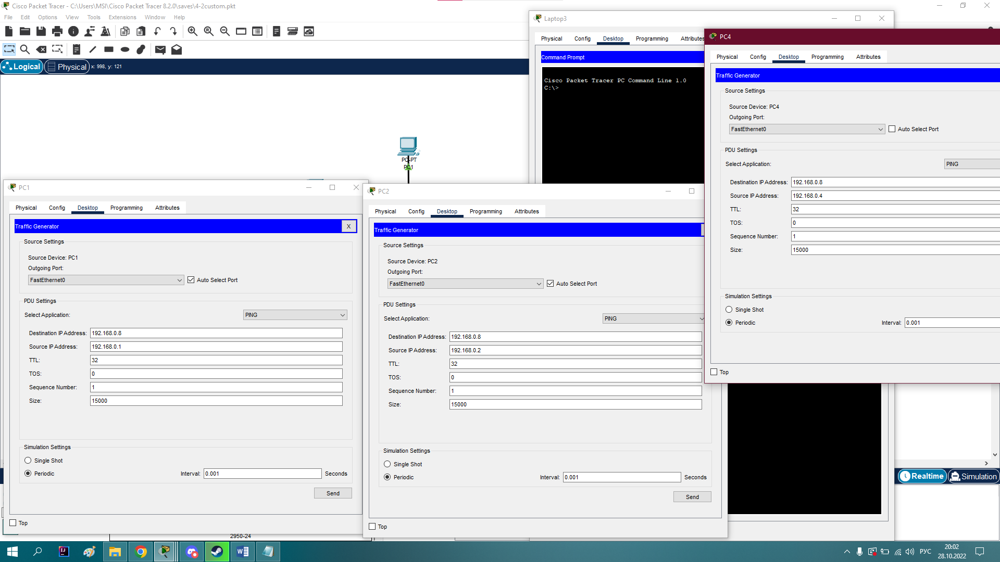 Cisco Packet Tracer - C:\Users\MSI\Cisco Packet Tracer 8.2.0\saves\4-2custom.pkt
File Edit Options View Tools Extensions Window Help
Logical Physical x: 998, y: 121
PC-PT
PC1
Laptop3
Physical Config Desktop Programming Attributes
Command Prompt
Cisco Packet Tracer PC Command Line 1.0
C:\>
PC4
Physical Config Desktop Programming Attributes
Traffic Generator
Source Settings
Source Device: PC4
Outgoing Port:
FastEthernet0 Auto Select Port
PDU Settings
Select Application: PING
Destination IP Address: 192.168.0.8
Source IP Address: 192.168.0.4
TTL: 32
TOS: 0
Sequence Number: 1
Size: 15000
Simulation Settings
Single Shot
Periodic Interval: 0.001
Top
PC1
Physical Config Desktop Programming Attributes
Traffic Generator X
Source Settings
Source Device: PC1
Outgoing Port:
FastEthernet0 Auto Select Port
PDU Settings
Select Application: PING
Destination IP Address: 192.168.0.8
Source IP Address: 192.168.0.1
TTL: 32
TOS: 0
Sequence Number: 1
Size: 15000
Simulation Settings
Single Shot
Periodic Interval: 0.001 Seconds
Send
Top
PC2
Physical Config Desktop Programming Attributes
Traffic Generator
Source Settings
Source Device: PC2
Outgoing Port:
FastEthernet0 Auto Select Port
PDU Settings
Select Application: PING
Destination IP Address: 192.168.0.8
Source IP Address: 192.168.0.2
TTL: 32
TOS: 0
Sequence Number: 1
Size: 15000
Simulation Settings
Single Shot
Periodic Interval: 0.001 Seconds
Send
Top
Realtime Simulation
2950-24
IJ
РУС
20:02
28.10.2022